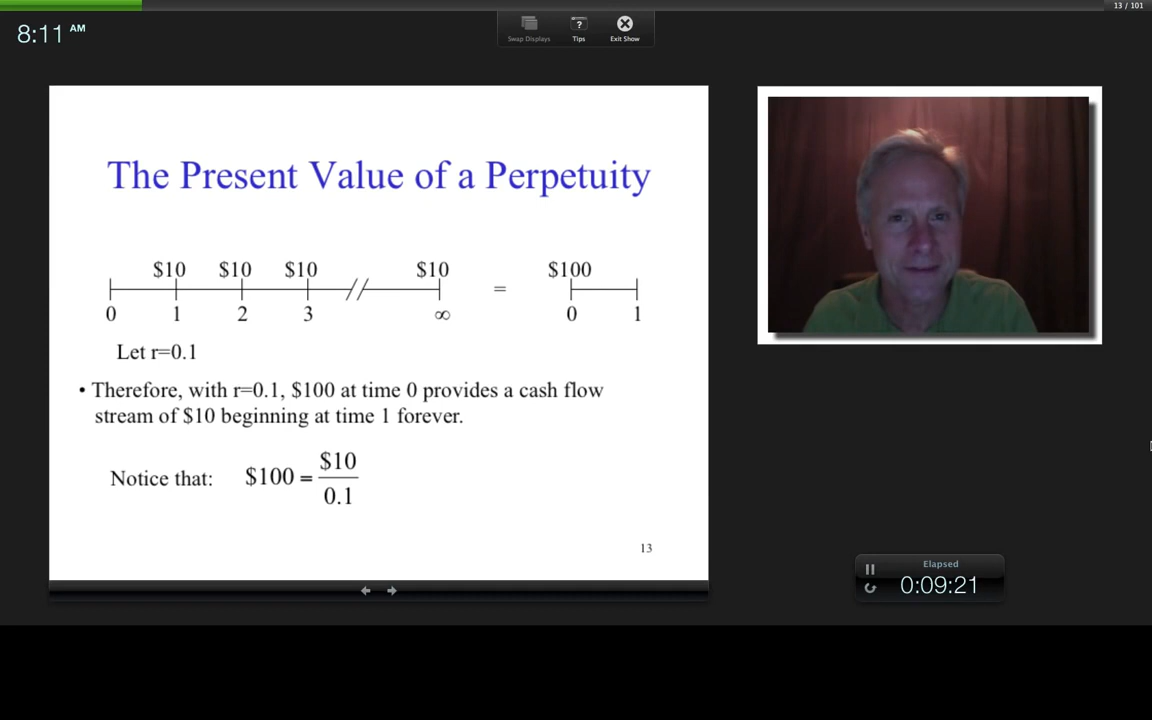 13 / 101
8:11 AM
Swap Displays
?
Tips
Exit Show
The Present Value of a Perpetuity
$10 $10 $10 // $10 $100
=
0 1 2 3 ∞ 0 1
Let r=0.1
• Therefore, with r=0.1, $100 at time 0 provides a cash flow
stream of $10 beginning at time 1 forever.
$10
Notice that: $100 =
0.1
13
Elapsed
0:09:21